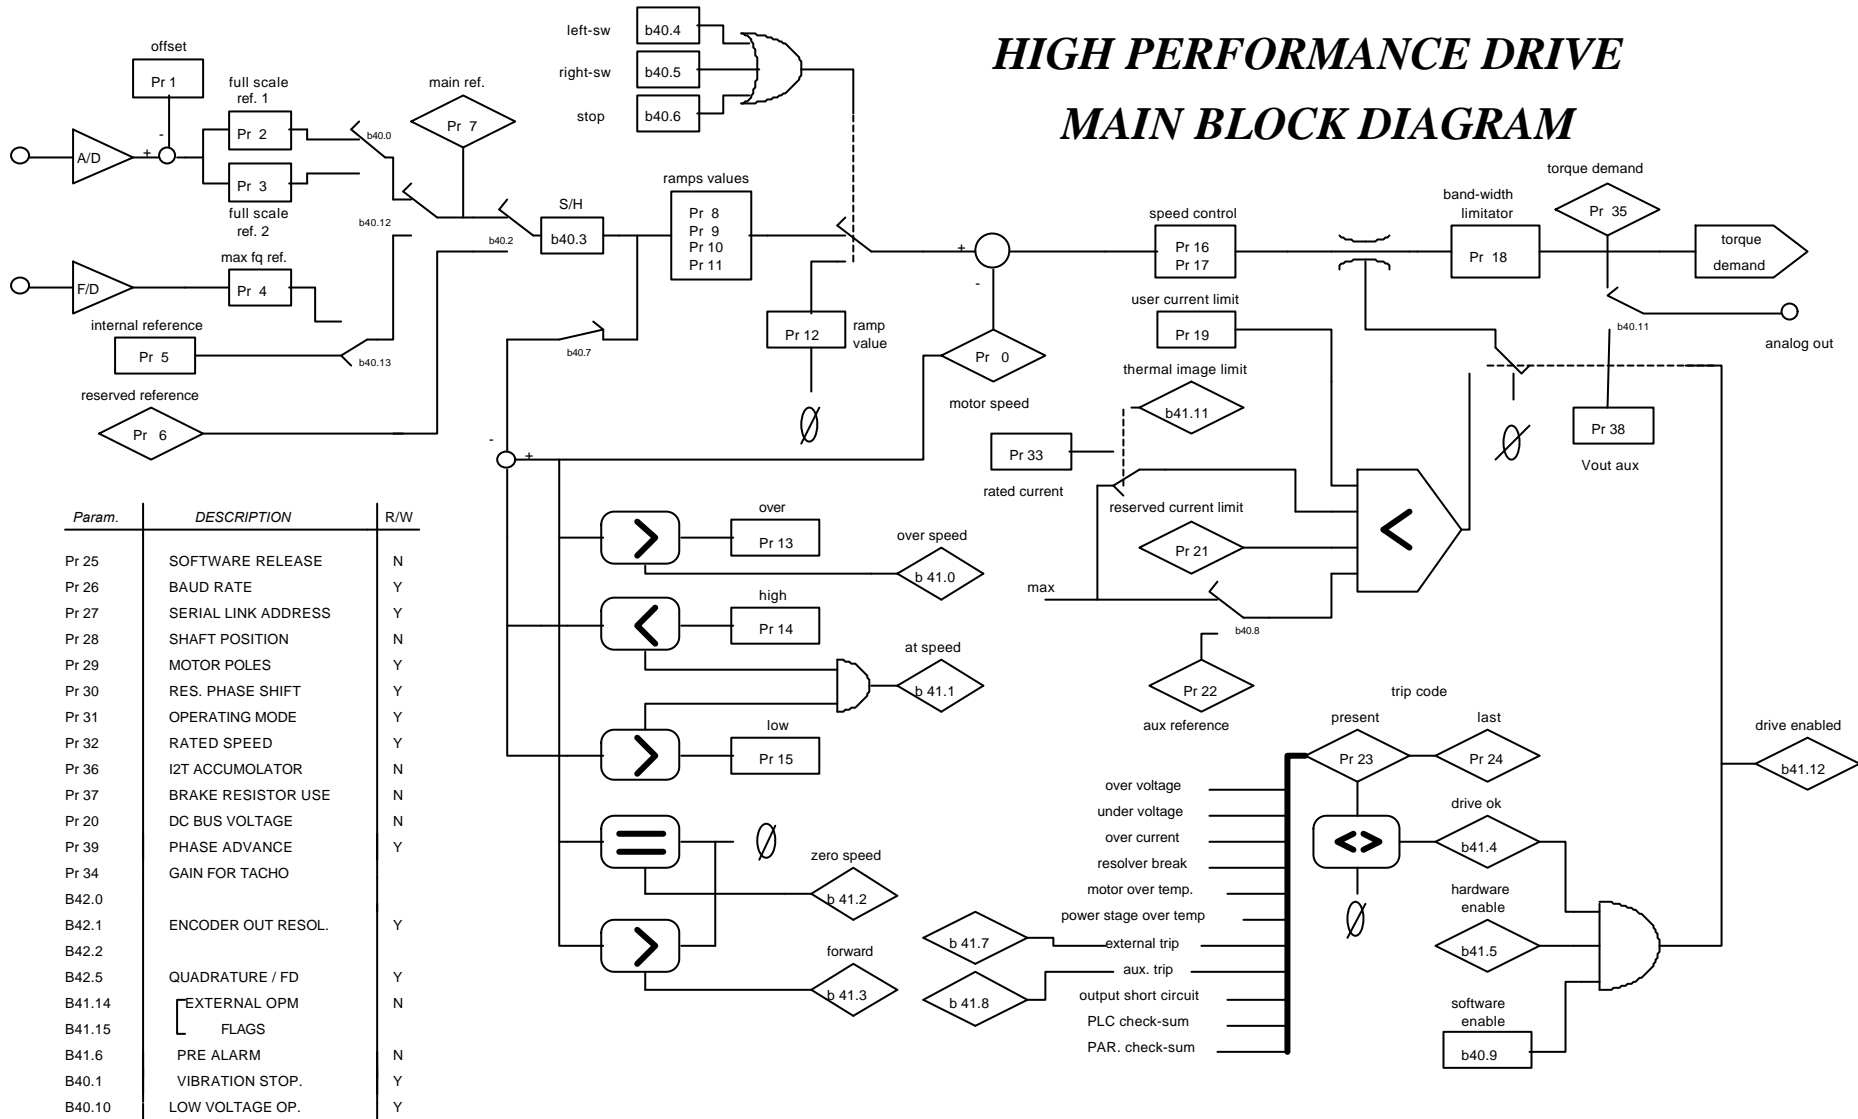 HIGH PERFORMANCE DRIVE
MAIN BLOCK DIAGRAM
left-sw
b40.4
right-sw
b40.5
stop
b40.6
offset
Pr 1
-
+
A/D
full scale
ref. 1
Pr 2
Pr 3
full scale
ref. 2
b40.0
main ref.
Pr 7
b40.12
max fq ref.
F/D
Pr 4
internal reference
Pr 5
b40.13
reserved reference
Pr 6
b40.2
S/H
b40.3
ramps values
Pr 8
Pr 9
Pr 10
Pr 11
b40.7
Pr 12
ramp
value
0
+
-
Pr 0
motor speed
speed control
Pr 16
Pr 17
band-width
limitator
Pr 18
torque demand
Pr 35
torque
demand
b40.11
analog out
Pr 38
Vout aux
0
user current limit
Pr 19
thermal image limit
b41.11
Pr 33
rated current
reserved current limit
Pr 21
<
max
b40.8
Pr 22
aux reference
-
+
>
over
Pr 13
over speed
b 41.0
<
high
Pr 14
at speed
b 41.1
>
low
Pr 15
=
0
zero speed
b 41.2
>
forward
b 41.3
trip code
present
last
Pr 23
Pr 24
over voltage
under voltage
over current
resolver break
motor over temp.
power stage over temp
b 41.7
external trip
b 41.8
aux. trip
output short circuit
PLC check-sum
PAR. check-sum
<>
0
drive ok
b41.4
hardware
enable
b41.5
software
enable
b40.9
drive enabled
b41.12
Param. DESCRIPTION R/W
Pr 25 SOFTWARE RELEASE N
Pr 26 BAUD RATE Y
Pr 27 SERIAL LINK ADDRESS Y
Pr 28 SHAFT POSITION N
Pr 29 MOTOR POLES Y
Pr 30 RES. PHASE SHIFT Y
Pr 31 OPERATING MODE Y
Pr 32 RATED SPEED Y
Pr 36 I2T ACCUMOLATOR N
Pr 37 BRAKE RESISTOR USE N
Pr 20 DC BUS VOLTAGE N
Pr 39 PHASE ADVANCE Y
Pr 34 GAIN FOR TACHO
B42.0
B42.1 ENCODER OUT RESOL. Y
B42.2
B42.5 QUADRATURE / FD Y
B41.14 EXTERNAL OPM N
B41.15 FLAGS
B41.6 PRE ALARM N
B40.1 VIBRATION STOP. Y
B40.10 LOW VOLTAGE OP. Y